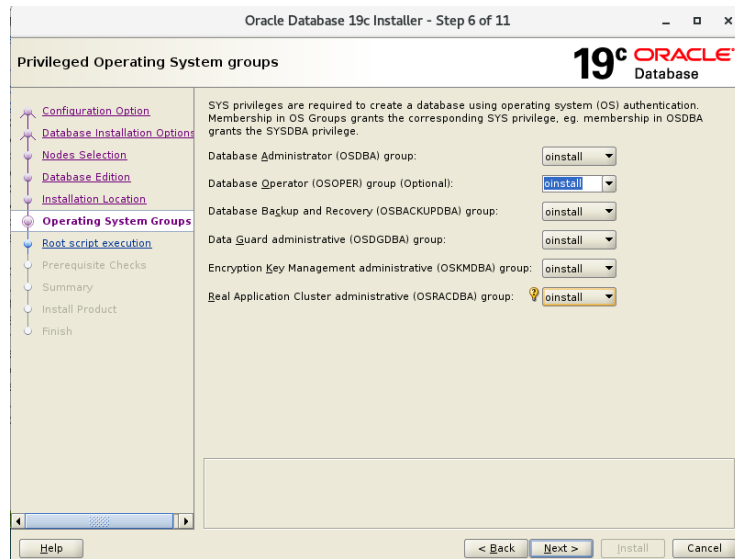 Oracle Database 19c Installer - Step 6 of 11
Privileged Operating System groups
19c ORACLE
Database
Configuration Option
Database Installation Options
Nodes Selection
Database Edition
Installation Location
Operating System Groups
Root script execution
Prerequisite Checks
Summary
Install Product
Finish
SYS privileges are required to create a database using operating system (OS) authentication.
Membership in OS Groups grants the corresponding SYS privilege, eg. membership in OSDBA
grants the SYSDBA privilege.
Database Administrator (OSDBA) group: oinstall
Database Operator (OSOPER) group (Optional): oinstall
Database Backup and Recovery (OSBACKUPDBA) group: oinstall
Data Guard administrative (OSDGDBA) group: oinstall
Encryption Key Management administrative (OSKMDBA) group: oinstall
Real Application Cluster administrative (OSRACDBA) group: oinstall
Help
< Back
Next >
Install
Cancel